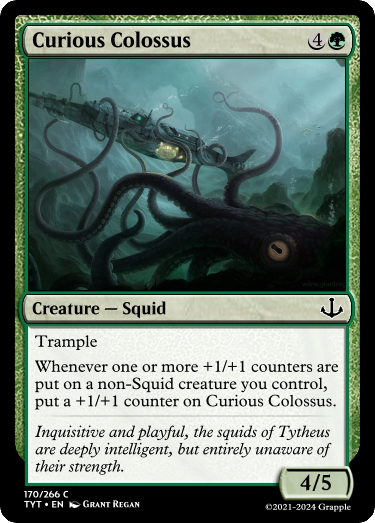 Curious Colossus 4
Creature — Squid
Trample
Whenever one or more +1/+1 counters are
put on a non-Squid creature you control,
put a +1/+1 counter on Curious Colossus.
Inquisitive and playful, the squids of Tytheus
are deeply intelligent, but entirely unaware of
their strength.
4/5
170/266 C
TYT • EN Grant Regan
©2021-2024 Grapple